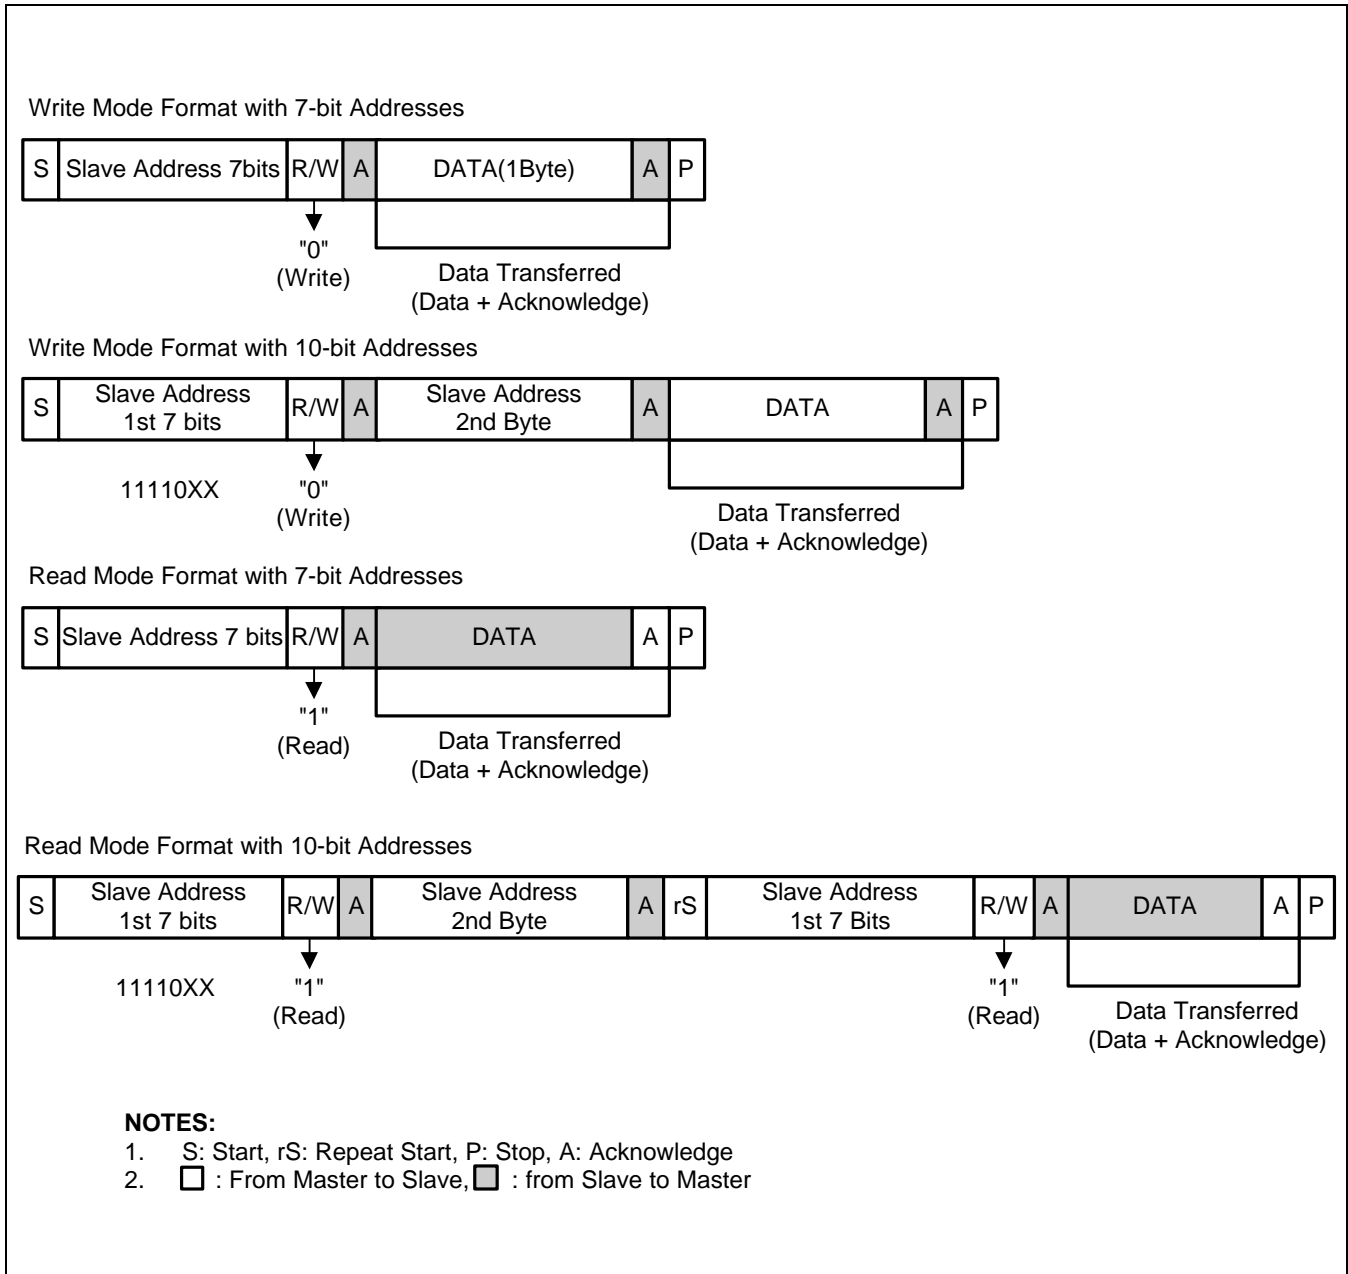 Write Mode Format with 7-bit Addresses
S Slave Address 7bits R/W A DATA(1Byte) A P
"0"
(Write)
Data Transferred
(Data + Acknowledge)
Write Mode Format with 10-bit Addresses
S Slave Address 1st 7 bits R/W A Slave Address 2nd Byte A DATA A P
11110XX
"0"
(Write)
Data Transferred
(Data + Acknowledge)
Read Mode Format with 7-bit Addresses
S Slave Address 7 bits R/W A DATA A P
"1"
(Read)
Data Transferred
(Data + Acknowledge)
Read Mode Format with 10-bit Addresses
S Slave Address 1st 7 bits R/W A Slave Address 2nd Byte A rS Slave Address 1st 7 Bits R/W A DATA A P
11110XX
"1"
(Read)
"1"
(Read)
Data Transferred
(Data + Acknowledge)
NOTES:
1. S: Start, rS: Repeat Start, P: Stop, A: Acknowledge
2. : From Master to Slave, : from Slave to Master